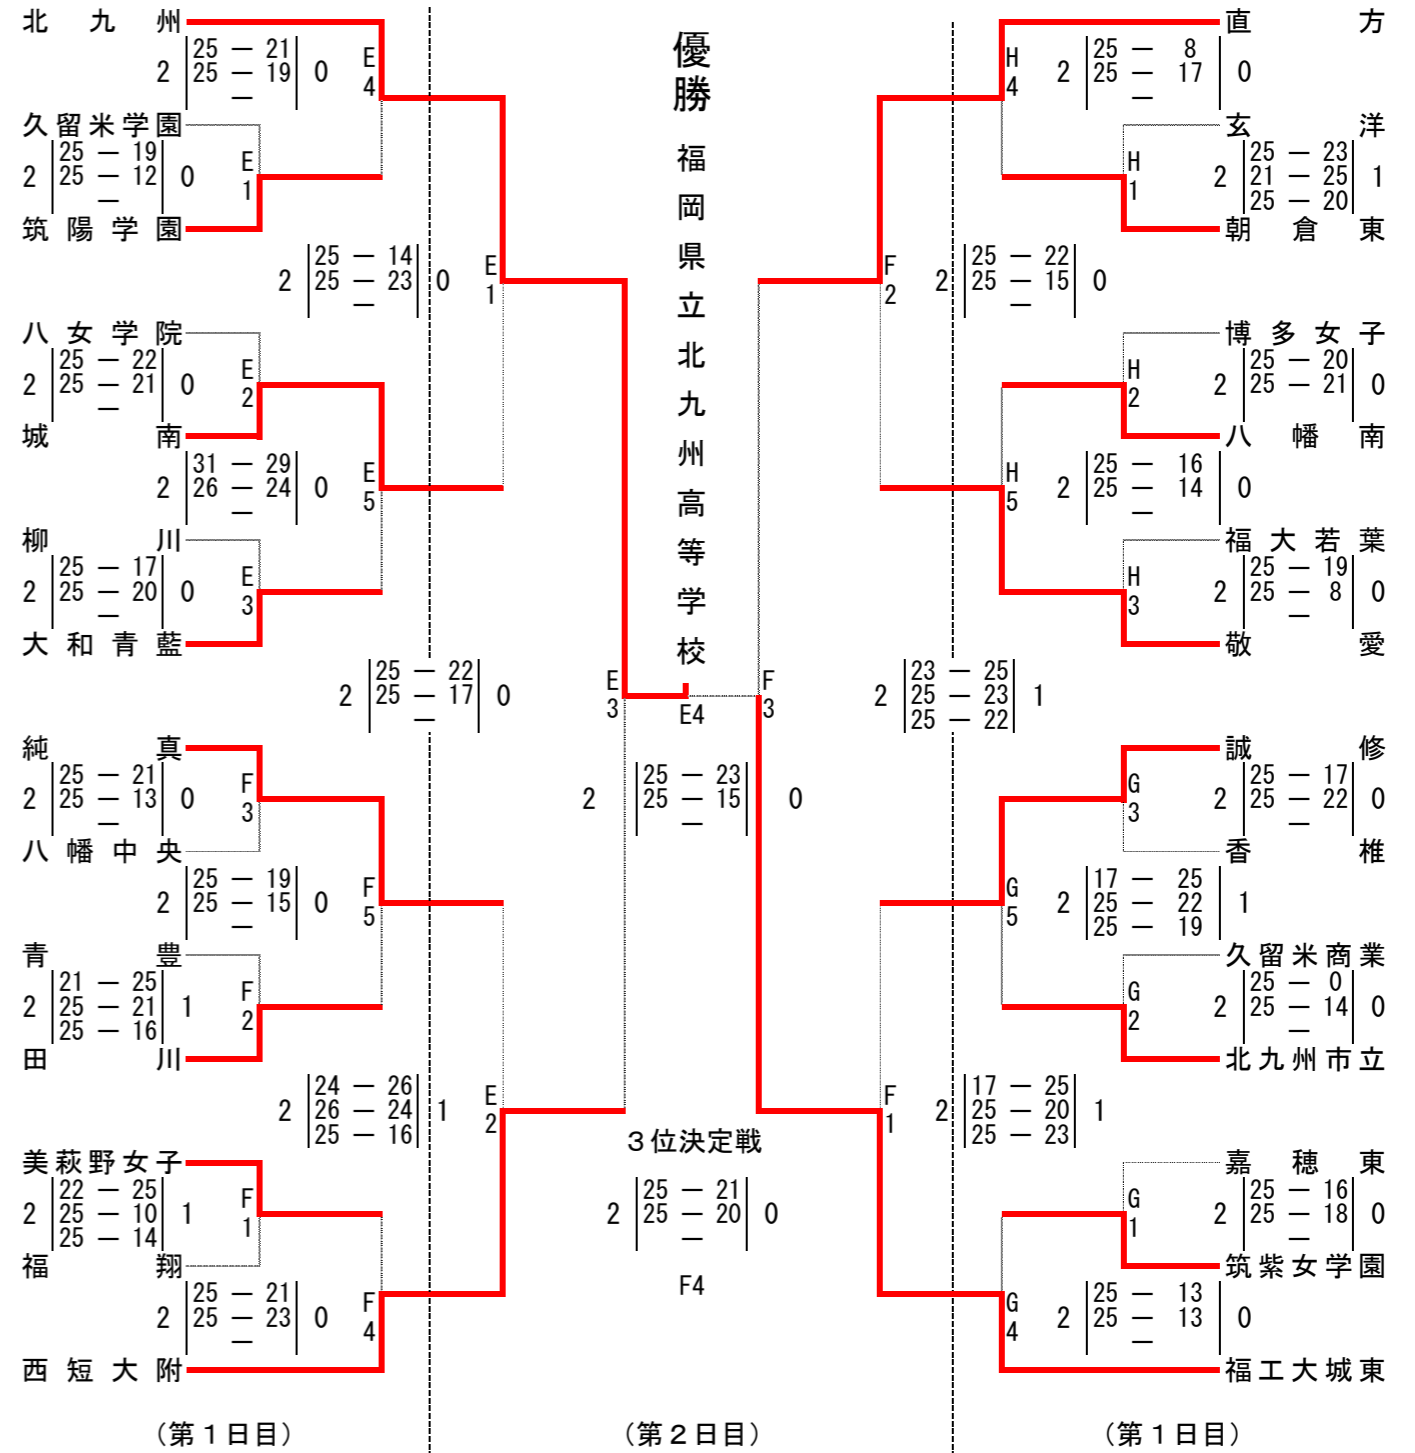 優勝 福岡県立北九州高等学校
北九州
2 25 — 21 0 E4
25 — 19
—
久留米学園
2 25 — 19 0 E1
25 — 12
—
筑陽学園
2 25 — 14 0 E1
25 — 23
—
八女学院
2 25 — 22 0 E2
25 — 21
—
城南
2 31 — 29 0 E5
26 — 24
—
柳川
2 25 — 17 0 E3
25 — 20
—
大和青藍
2 25 — 22 0 E3
25 — 17
—
純真
2 25 — 21 0 F3
25 — 13
—
八幡中央
2 25 — 19 0 F5
25 — 15
—
青豊
2 21 — 25 1 F2
25 — 21
25 — 16
田川
2 24 — 26 1 E2
26 — 24
25 — 16
美萩野女子
2 22 — 25 1 F1
25 — 10
25 — 14
福翔
2 25 — 21 0 F4
25 — 23
—
西短大附
(第1日目)
E4
2 25 — 23 0
25 — 15
—
3位決定戦
2 25 — 21 0
25 — 20
—
F4
(第2日目)
直方
H4 2 25 — 8 0
25 — 17
—
玄洋
H1 2 25 — 23 1
21 — 25
25 — 20
朝倉東
F2 2 25 — 22 0
25 — 15
—
博多女子
H2 2 25 — 20 0
25 — 21
—
八幡南
H5 2 25 — 16 0
25 — 14
—
福大若葉
H3 2 25 — 19 0
25 — 8
—
敬愛
F3 2 23 — 25 1
25 — 23
25 — 22
誠修
G3 2 25 — 17 0
25 — 22
—
香椎
G5 2 17 — 25 1
25 — 22
25 — 19
久留米商業
G2 2 25 — 0 0
25 — 14
—
北九州市立
F1 2 17 — 25 1
25 — 20
25 — 23
嘉穂東
G1 2 25 — 16 0
25 — 18
—
筑紫女学園
G4 2 25 — 13 0
25 — 13
—
福工大城東
(第1日目)